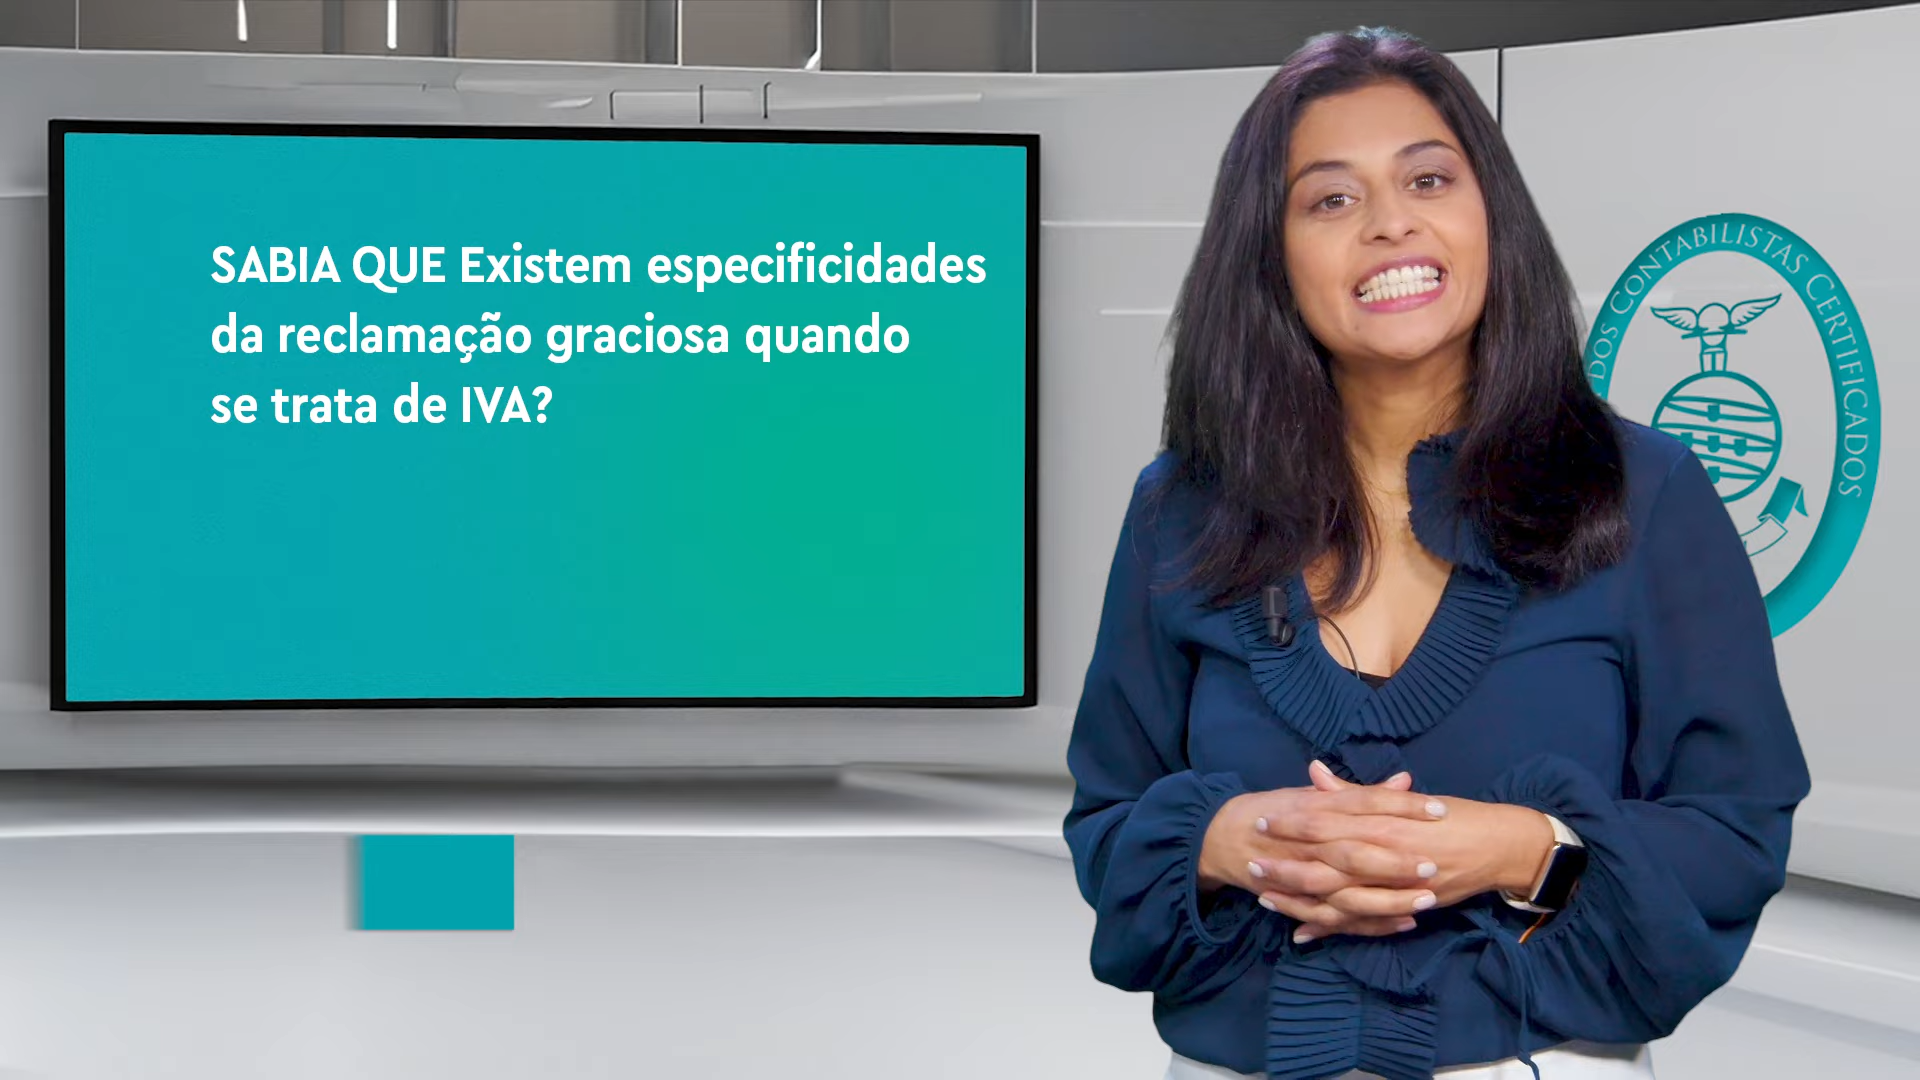 SABIA QUE Existem especificidades
da reclamação graciosa quando
se trata de IVA?
DOS CONTABILISTAS CERTIFICADOS